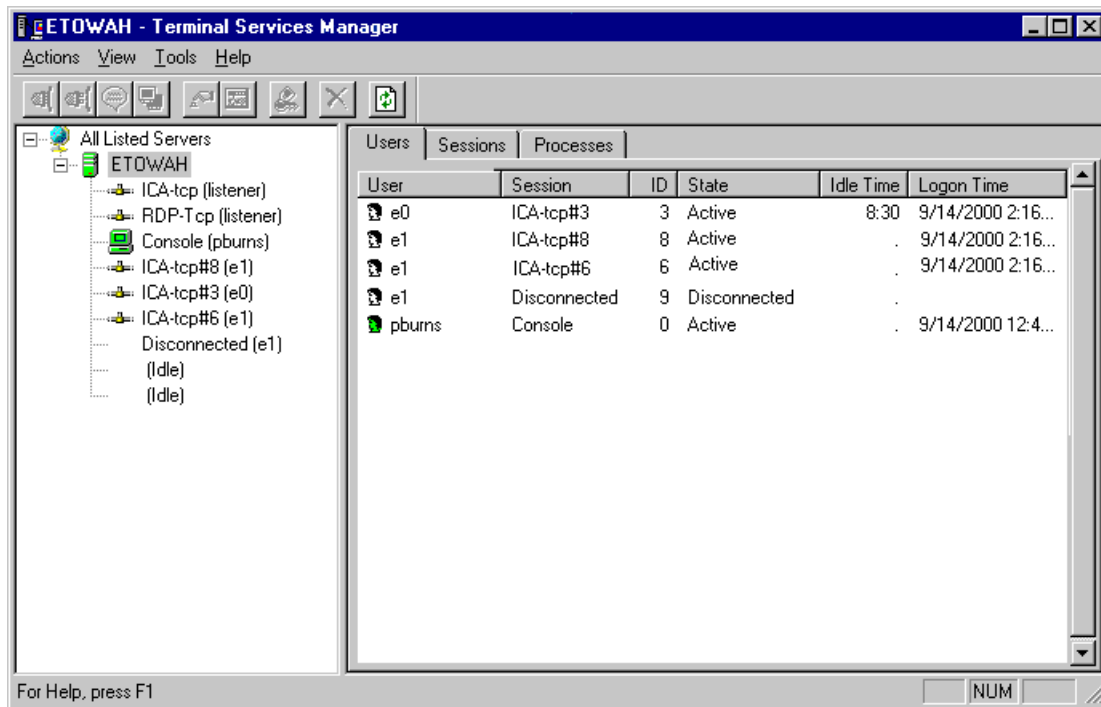 ETOWAH - Terminal Services Manager
Actions View Tools Help
All Listed Servers
ETOWAH
ICA-tcp (listener)
RDP-Tcp (listener)
Console (pburns)
ICA-tcp#8 (e1)
ICA-tcp#3 (e0)
ICA-tcp#6 (e1)
Disconnected (e1)
(Idle)
(Idle)
Users Sessions Processes
User Session ID State Idle Time Logon Time
e0 ICA-tcp#3 3 Active 8:30 9/14/2000 2:16...
e1 ICA-tcp#8 8 Active . 9/14/2000 2:16...
e1 ICA-tcp#6 6 Active . 9/14/2000 2:16...
e1 Disconnected 9 Disconnected .
pburns Console 0 Active . 9/14/2000 12:4...
For Help, press F1 NUM